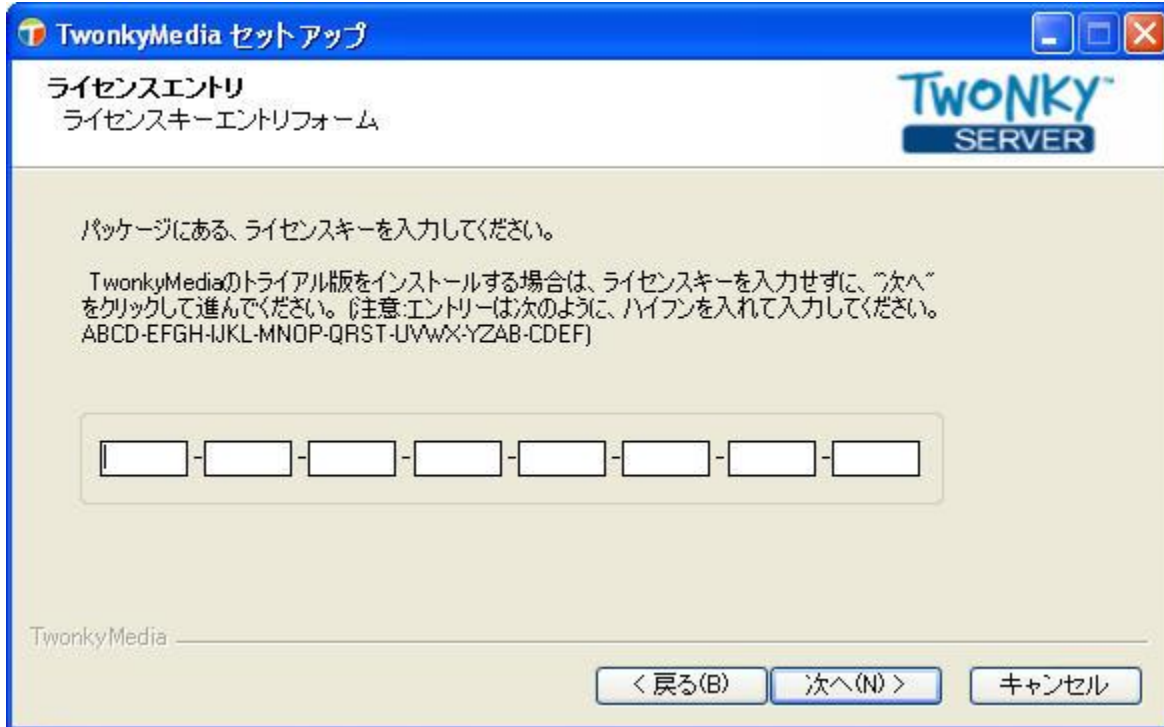 TwonkyMedia セットアップ
ライセンスエントリ
ライセンスキーエントリフォーム
TWONKY™
SERVER
パッケージにある、ライセンスキーを入力してください。
TwonkyMediaのトライアル版をインストールする場合は、ライセンスキーを入力せずに、"次へ"
をクリックして進んでください。(注意:エントリーは次のように、ハイフンを入れて入力してください。
ABCD-EFGH-IJKL-MNOP-QRST-UVWX-YZAB-CDEF)
- - - - - - -
TwonkyMedia
< 戻る(B) 次へ(N) > キャンセル